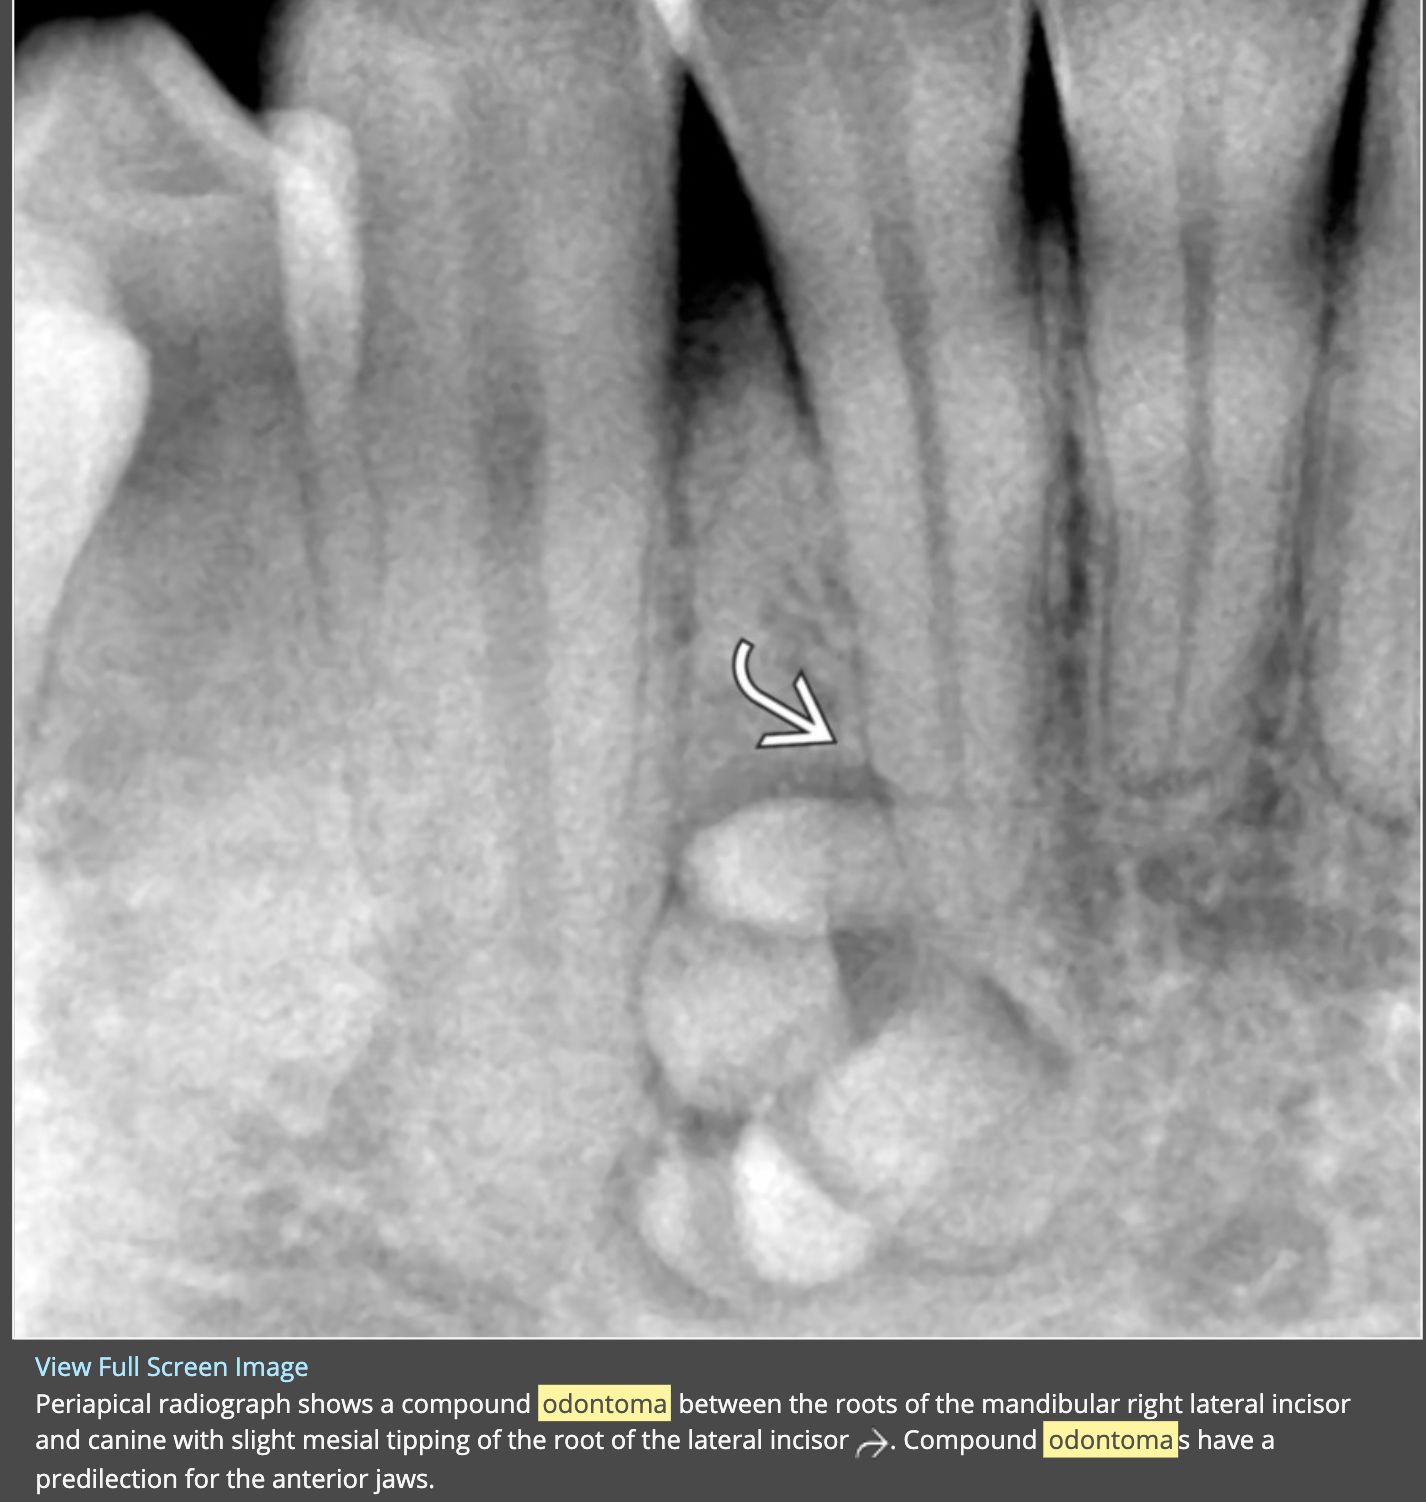 View Full Screen Image
Periapical radiograph shows a compound odontoma between the roots of the mandibular right lateral incisor
and canine with slight mesial tipping of the root of the lateral incisor . Compound odontomas have a
predilection for the anterior jaws.